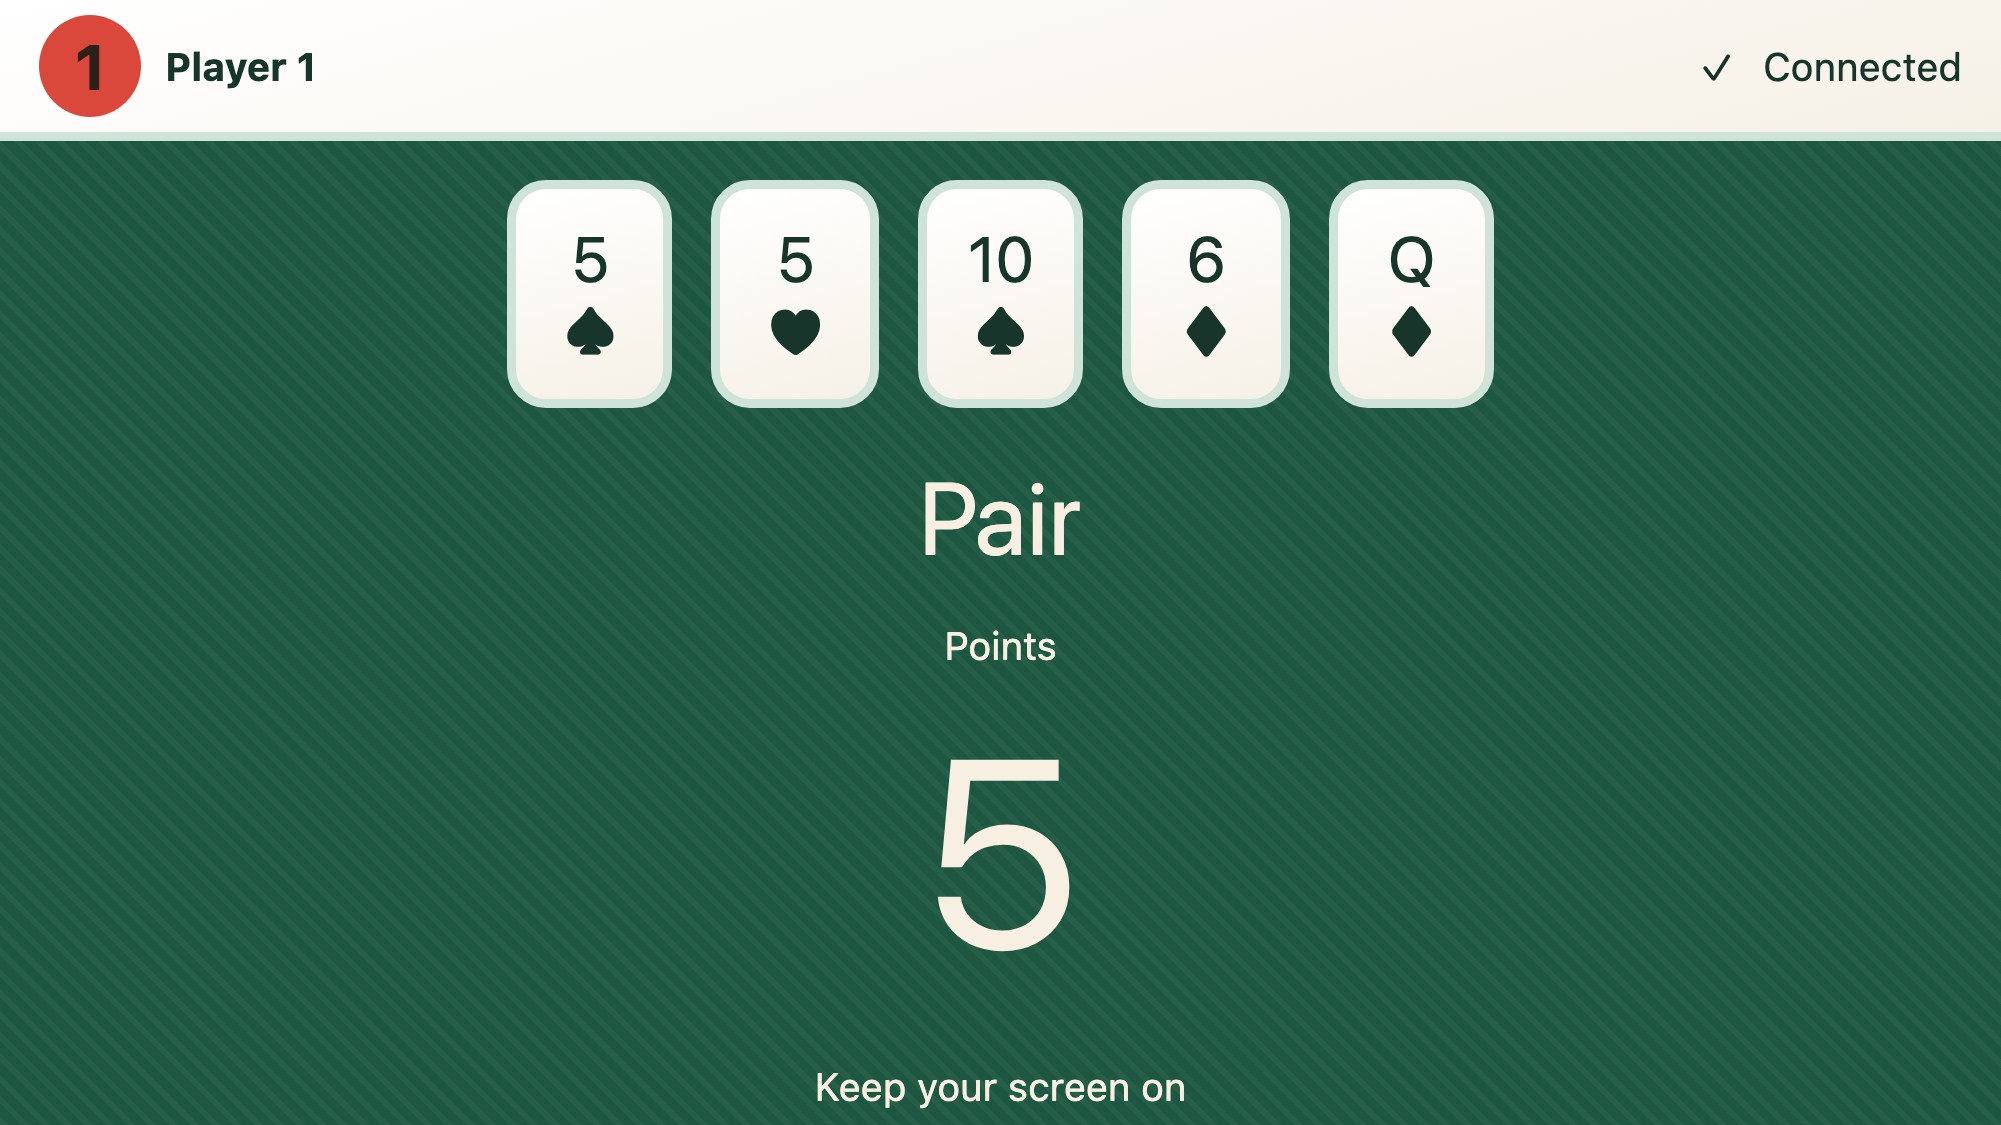 1 Player 1 ✓ Connected
5 5 10 6 Q
♠ ♥ ♠ ♦ ♦
Pair
Points
5
Keep your screen on